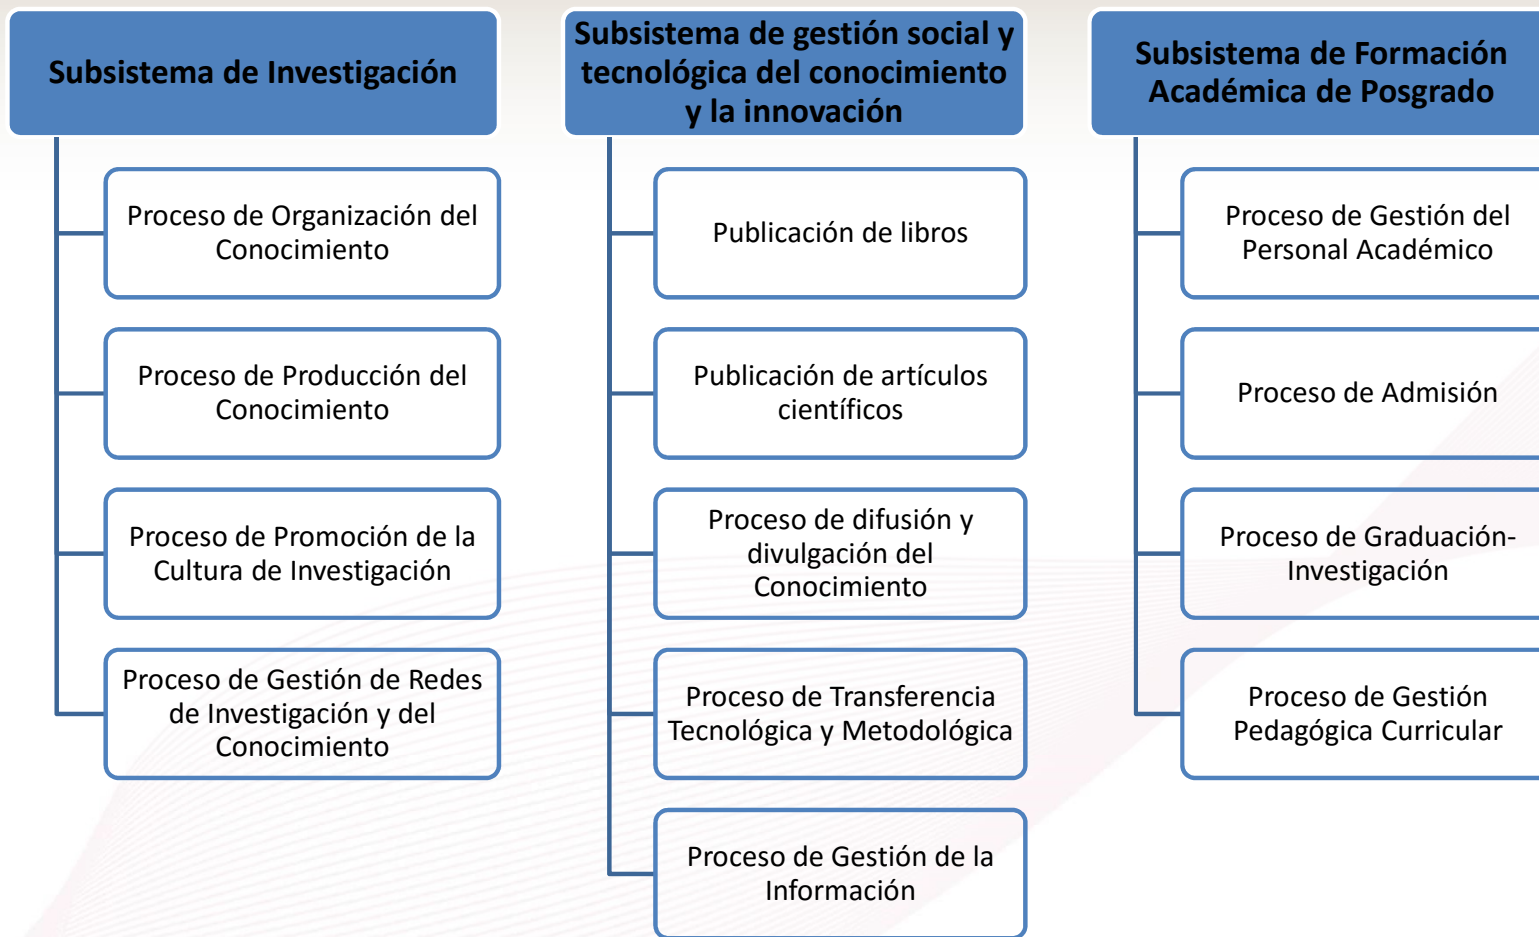 Subsistema de Investigación
Proceso de Organización del
Conocimiento
Proceso de Producción del
Conocimiento
Proceso de Promoción de la
Cultura de Investigación
Proceso de Gestión de Redes
de Investigación y del
Conocimiento
Subsistema de gestión social y
tecnológica del conocimiento
y la innovación
Publicación de libros
Publicación de artículos
científicos
Proceso de difusión y
divulgación del
Conocimiento
Proceso de Transferencia
Tecnológica y Metodológica
Proceso de Gestión de la
Información
Subsistema de Formación
Académica de Posgrado
Proceso de Gestión del
Personal Académico
Proceso de Admisión
Proceso de Graduación-
Investigación
Proceso de Gestión
Pedagógica Curricular